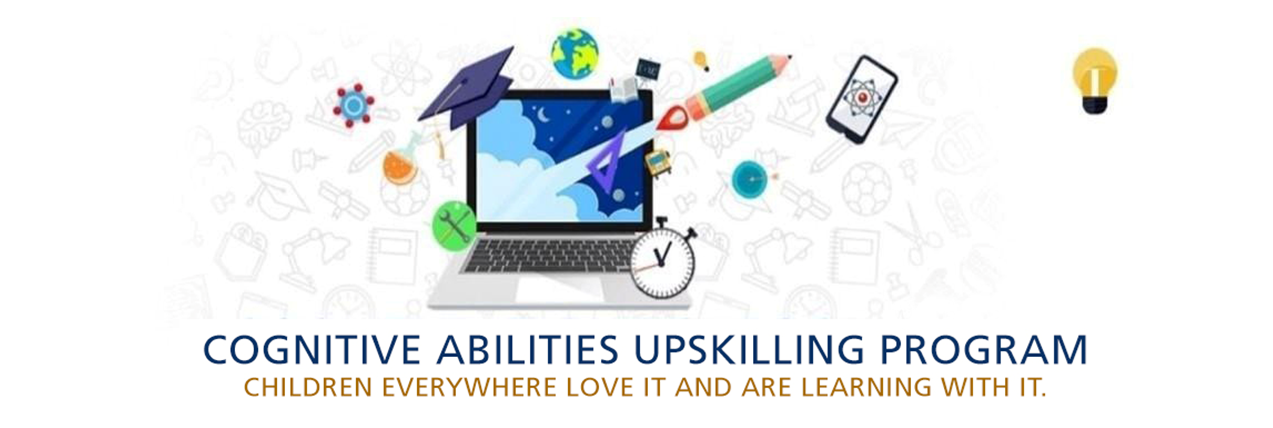 COGNITIVE ABILITIES UPSKILLING PROGRAM
CHILDREN EVERYWHERE LOVE IT AND ARE LEARNING WITH IT.